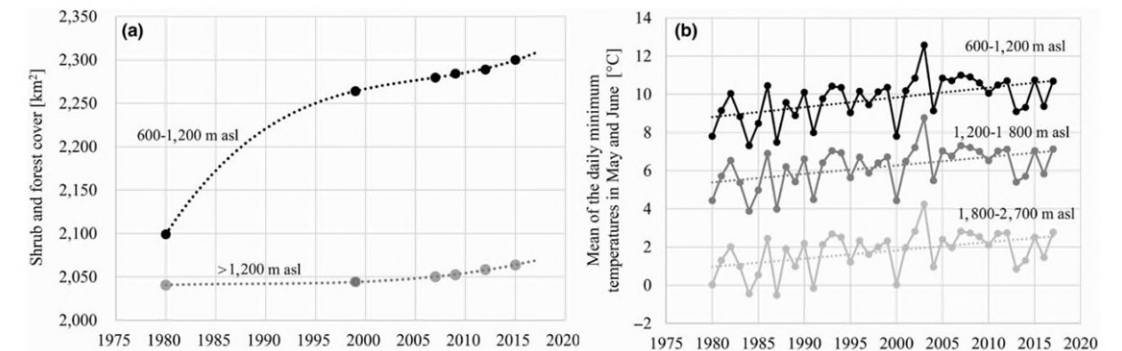 (a)
Shrub and forest cover [km²]
2,350
2,300
2,250
2,200
2,150
2,100
2,050
2,000
600-1,200 m asl
>1,200 m asl
1975 1980 1985 1990 1995 2000 2005 2010 2015 2020
(b)
Mean of the daily minimum
temperatures in May and June [°C]
14
12
10
8
6
4
2
0
−2
600-1,200 m asl
1,200-1 800 m asl
1,800-2,700 m asl
1975 1980 1985 1990 1995 2000 2005 2010 2015 2020